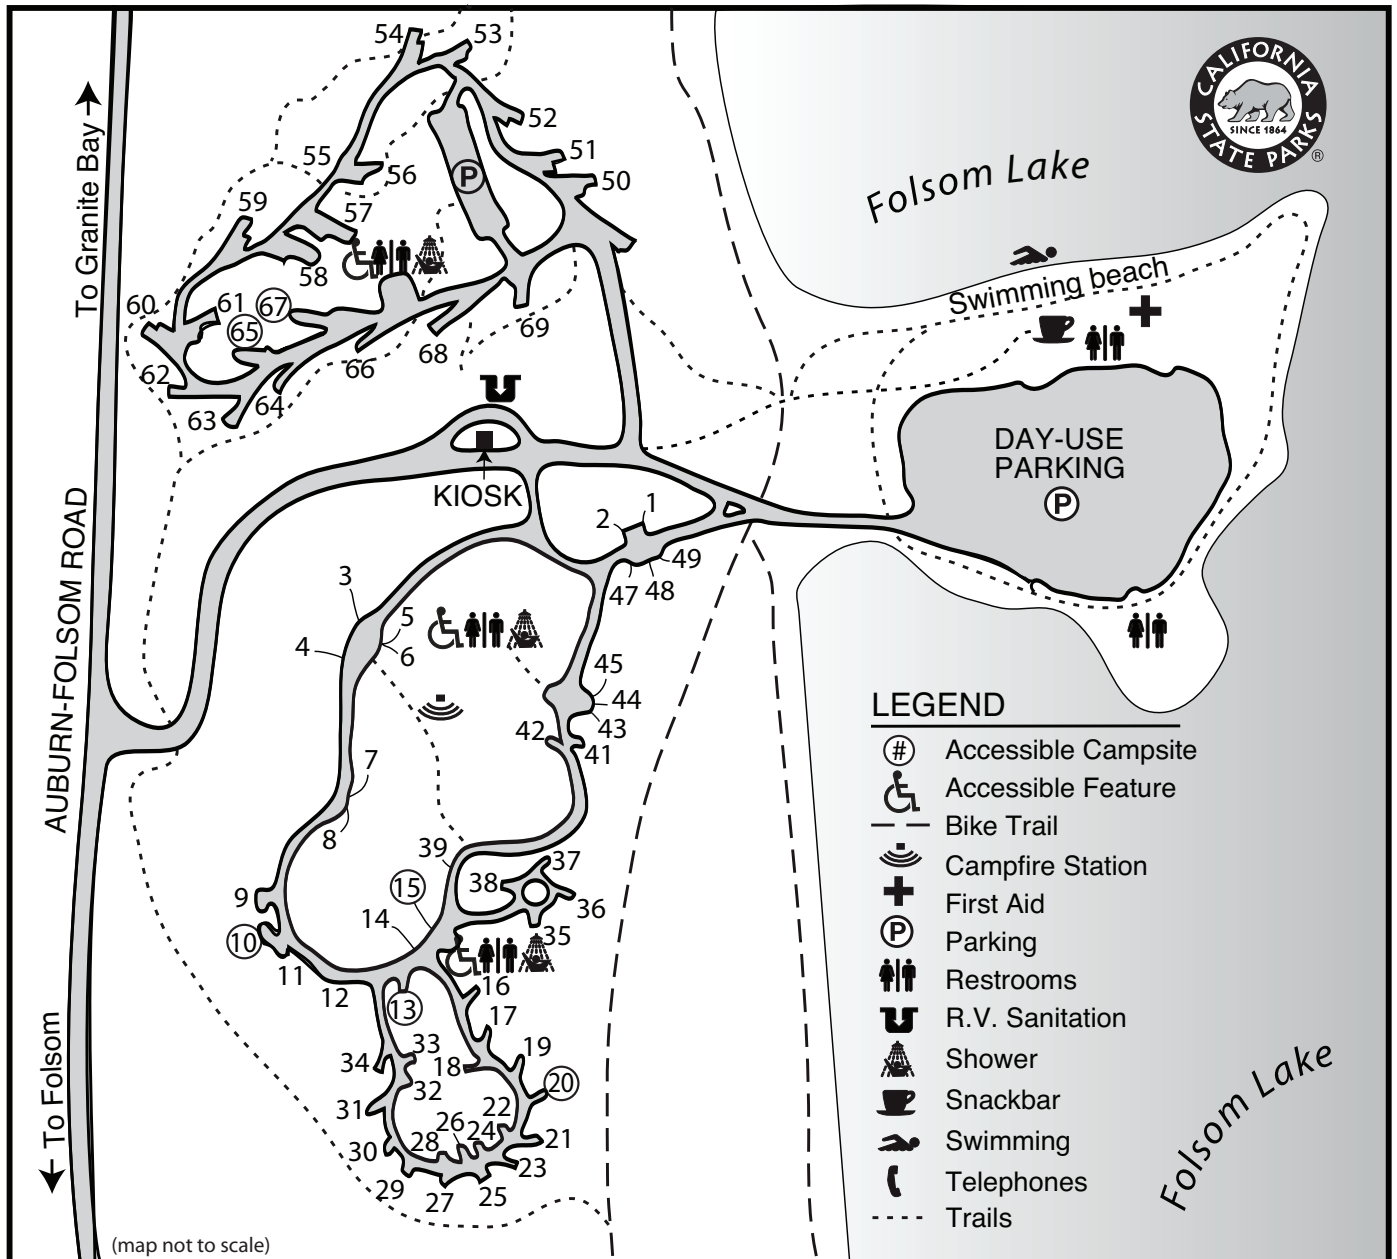 54
53
52
51
50
55
56
P
59
57
58
60
61
67
65
69
68
66
62
63
64
To Granite Bay
AUBURN-FOLSOM ROAD
To Folsom
KIOSK
1
2
49
48
47
3
4
5
6
45
44
43
42
41
7
8
39
37
38
36
35
15
14
9
10
11
12
13
16
17
33
34
18
19
20
32
31
22
26
24
21
30
28
23
29
27
25
(map not to scale)
CALIFORNIA
SINCE 1864
STATE PARKS
®
Folsom Lake
Swimming beach
DAY-USE
PARKING
P
LEGEND
# Accessible Campsite
Accessible Feature
Bike Trail
Campfire Station
First Aid
P Parking
Restrooms
R.V. Sanitation
Shower
Snackbar
Swimming
Telephones
Trails
Folsom Lake